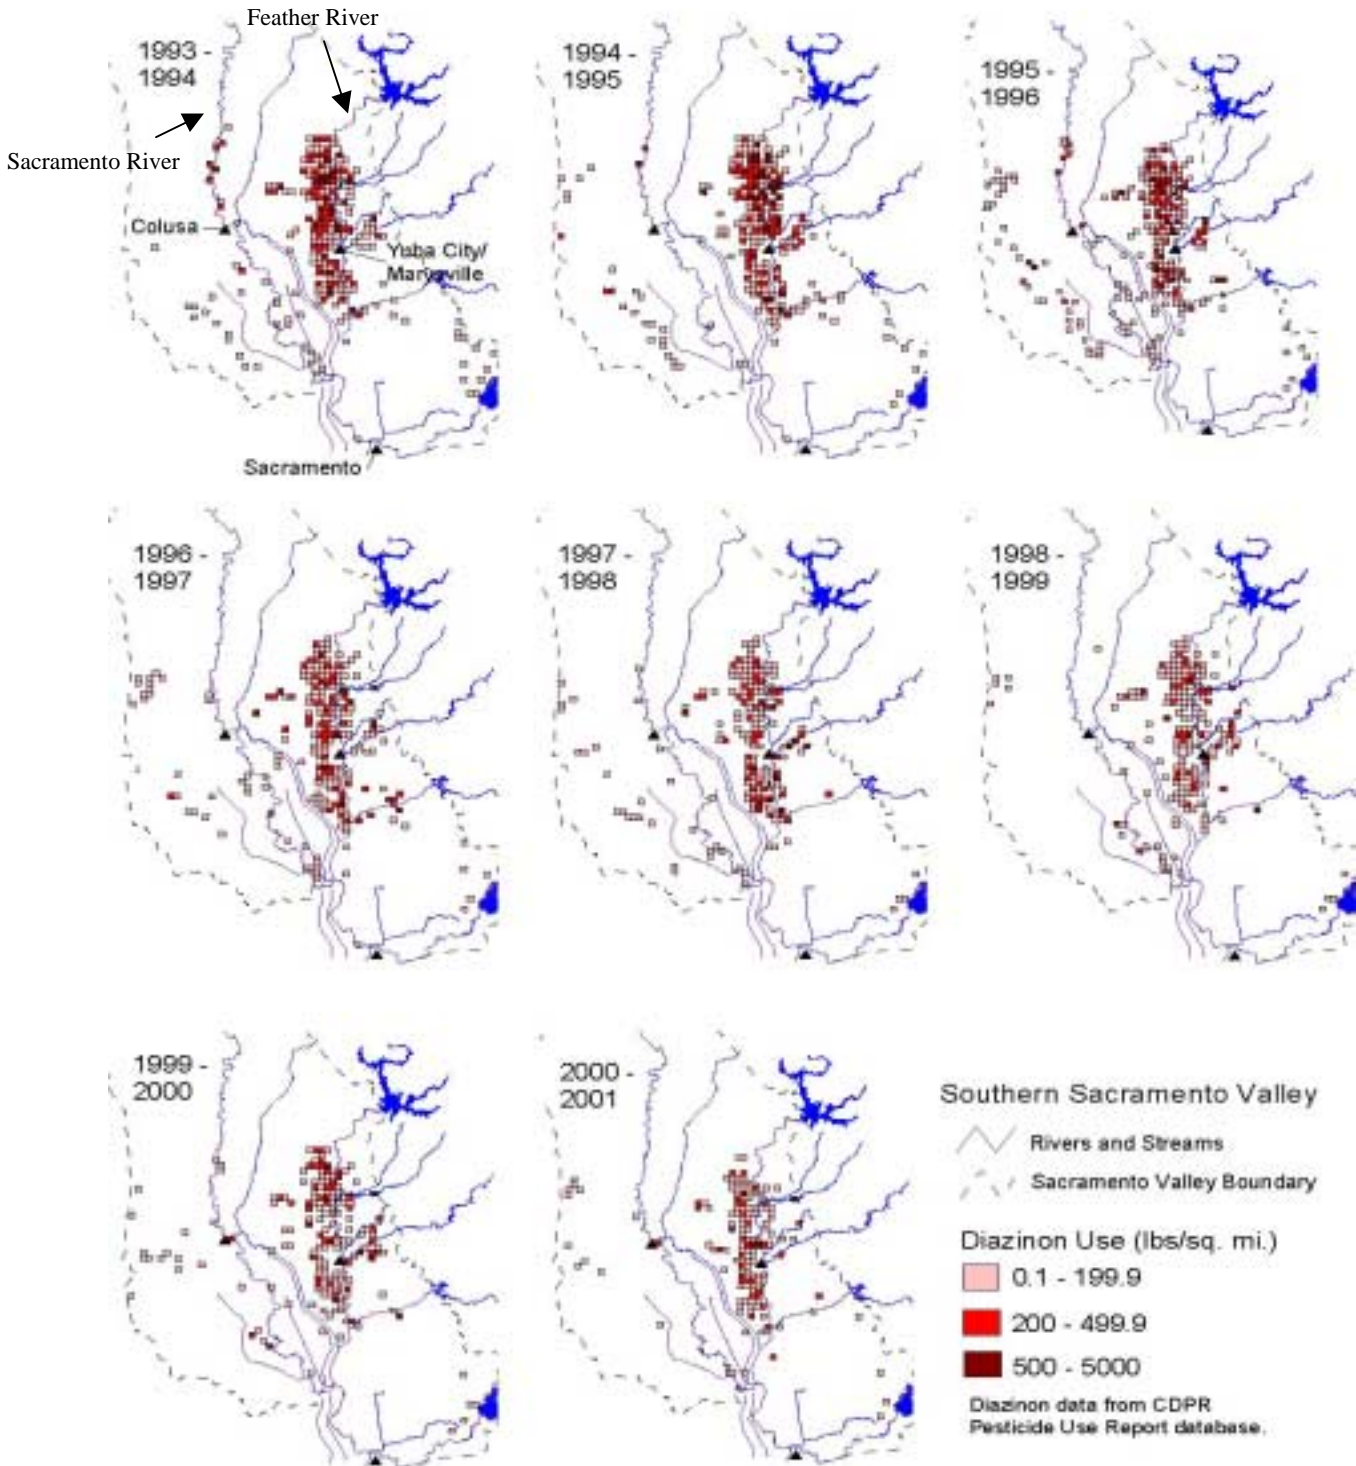 Feather River
1993 -
1994
Sacramento River
Colusa
Yuba City/
Marysville
Sacramento
1994 -
1995
1995 -
1996
1996 -
1997
1997 -
1998
1998 -
1999
1999 -
2000
2000 -
2001
Southern Sacramento Valley
Rivers and Streams
Sacramento Valley Boundary
Diazinon Use (lbs/sq. mi.)
0.1 - 199.9
200 - 499.9
500 - 5000
Diazinon data from CDPR
Pesticide Use Report database.